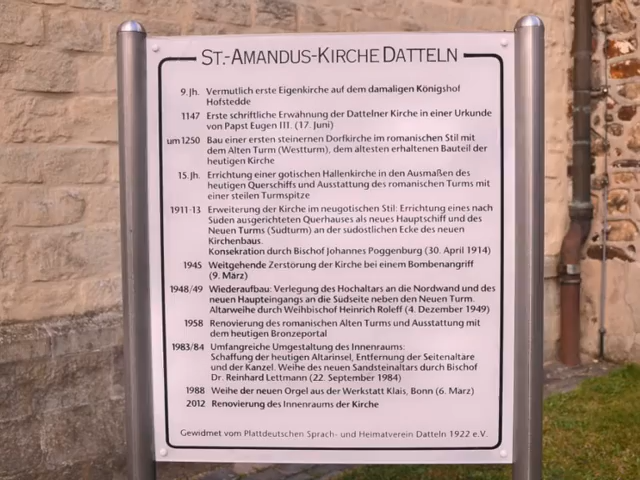 ST.-AMANDUS-KIRCHE DATTELN
9. Jh. Vermutlich erste Eigenkirche auf dem damaligen Königshof
Hofstedde
1147 Erste schriftliche Erwähnung der Dattelner Kirche in einer Urkunde
von Papst Eugen III. (17. Juni)
um 1250 Bau einer ersten steinernen Dorfkirche im romanischen Stil mit
dem Alten Turm (Westturm), dem ältesten erhaltenen Bauteil der
heutigen Kirche
15. Jh. Errichtung einer gotischen Hallenkirche in den Ausmaßen des
heutigen Querschiffs und Ausstattung des romanischen Turms mit
einer steilen Turmspitze
1911-13 Erweiterung der Kirche im neugotischen Stil: Errichtung eines nach
Süden ausgerichteten Querhauses als neues Hauptschiff und des
Neuen Turms (Südturm) an der südöstlichen Ecke des neuen
Kirchenbaus.
Konsekration durch Bischof Johannes Poggenburg (30. April 1914)
1945 Weitgehende Zerstörung der Kirche bei einem Bombenangriff
(9. März)
1948/49 Wiederaufbau: Verlegung des Hochaltars an die Nordwand und des
neuen Haupteingangs an die Südseite neben den Neuen Turm.
Altarweihe durch Weihbischof Heinrich Roleff (4. Dezember 1949)
1958 Renovierung des romanischen Alten Turms und Ausstattung mit
dem heutigen Bronzeportal
1983/84 Umfangreiche Umgestaltung des Innenraums:
Schaffung der heutigen Altarinsel, Entfernung der Seitenaltäre
und der Kanzel. Weihe des neuen Sandsteinaltars durch Bischof
Dr. Reinhard Lettmann (22. September 1984)
1988 Weihe der neuen Orgel aus der Werkstatt Klais, Bonn (6. März)
2012 Renovierung des Innenraums der Kirche
Gewidmet vom Plattdeutschen Sprach- und Heimatverein Datteln 1922 e.V.